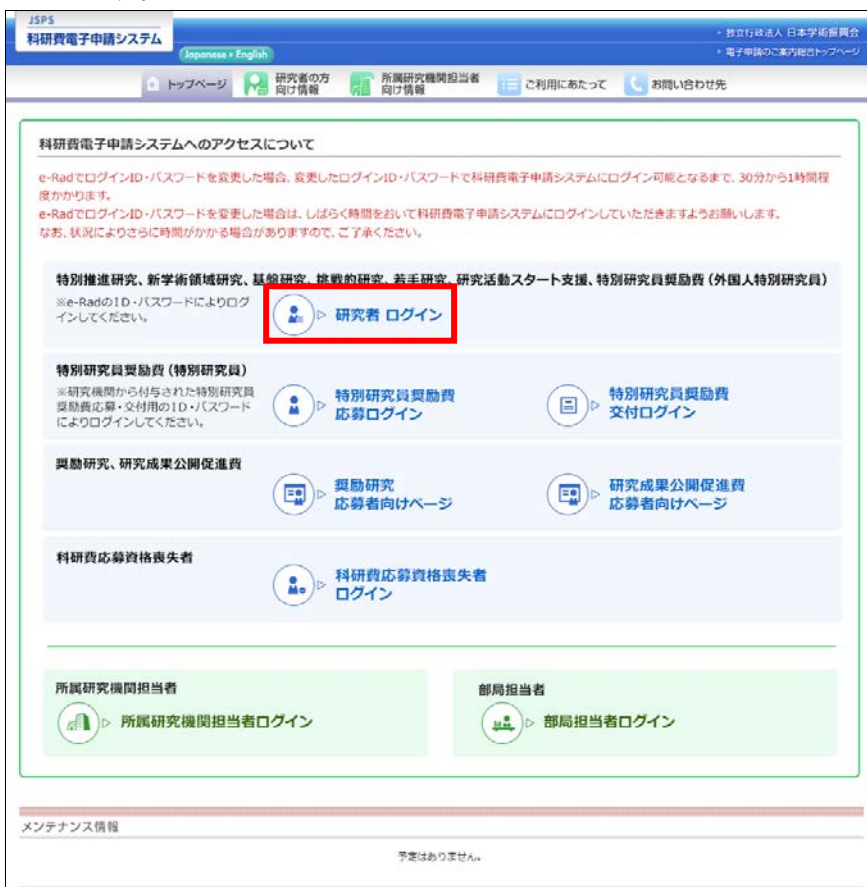 JSPS
科研費電子申請システム
Japanese ▸ English
独立行政法人 日本学術振興会
電子申請のご案内総合トップページ
トップページ
研究者の方
向け情報
所属研究機関担当者
向け情報
ご利用にあたって
お問い合わせ先
科研費電子申請システムへのアクセスについて
e-RadでログインID・パスワードを変更した場合、変更したログインID・パスワードで科研費電子申請システムにログイン可能となるまで、30分から1時間程
度かかります。
e-RadでログインID・パスワードを変更した場合は、しばらく時間をおいて科研費電子申請システムにログインしていただきますようお願いします。
なお、状況によりさらに時間がかかる場合がありますので、ご了承ください。
特別推進研究、新学術領域研究、基盤研究、挑戦的研究、若手研究、研究活動スタート支援、特別研究員奨励費(外国人特別研究員)
※e-RadのID・パスワードによりログ
インしてください。
研究者 ログイン
特別研究員奨励費(特別研究員)
※研究機関から付与された特別研究員
奨励費応募・交付用のID・パスワード
によりログインしてください。
特別研究員奨励費
応募ログイン
特別研究員奨励費
交付ログイン
奨励研究、研究成果公開促進費
奨励研究
応募者向けページ
研究成果公開促進費
応募者向けページ
科研費応募資格喪失者
科研費応募資格喪失者
ログイン
所属研究機関担当者
所属研究機関担当者ログイン
部局担当者
部局担当者ログイン
メンテナンス情報
予定はありません。